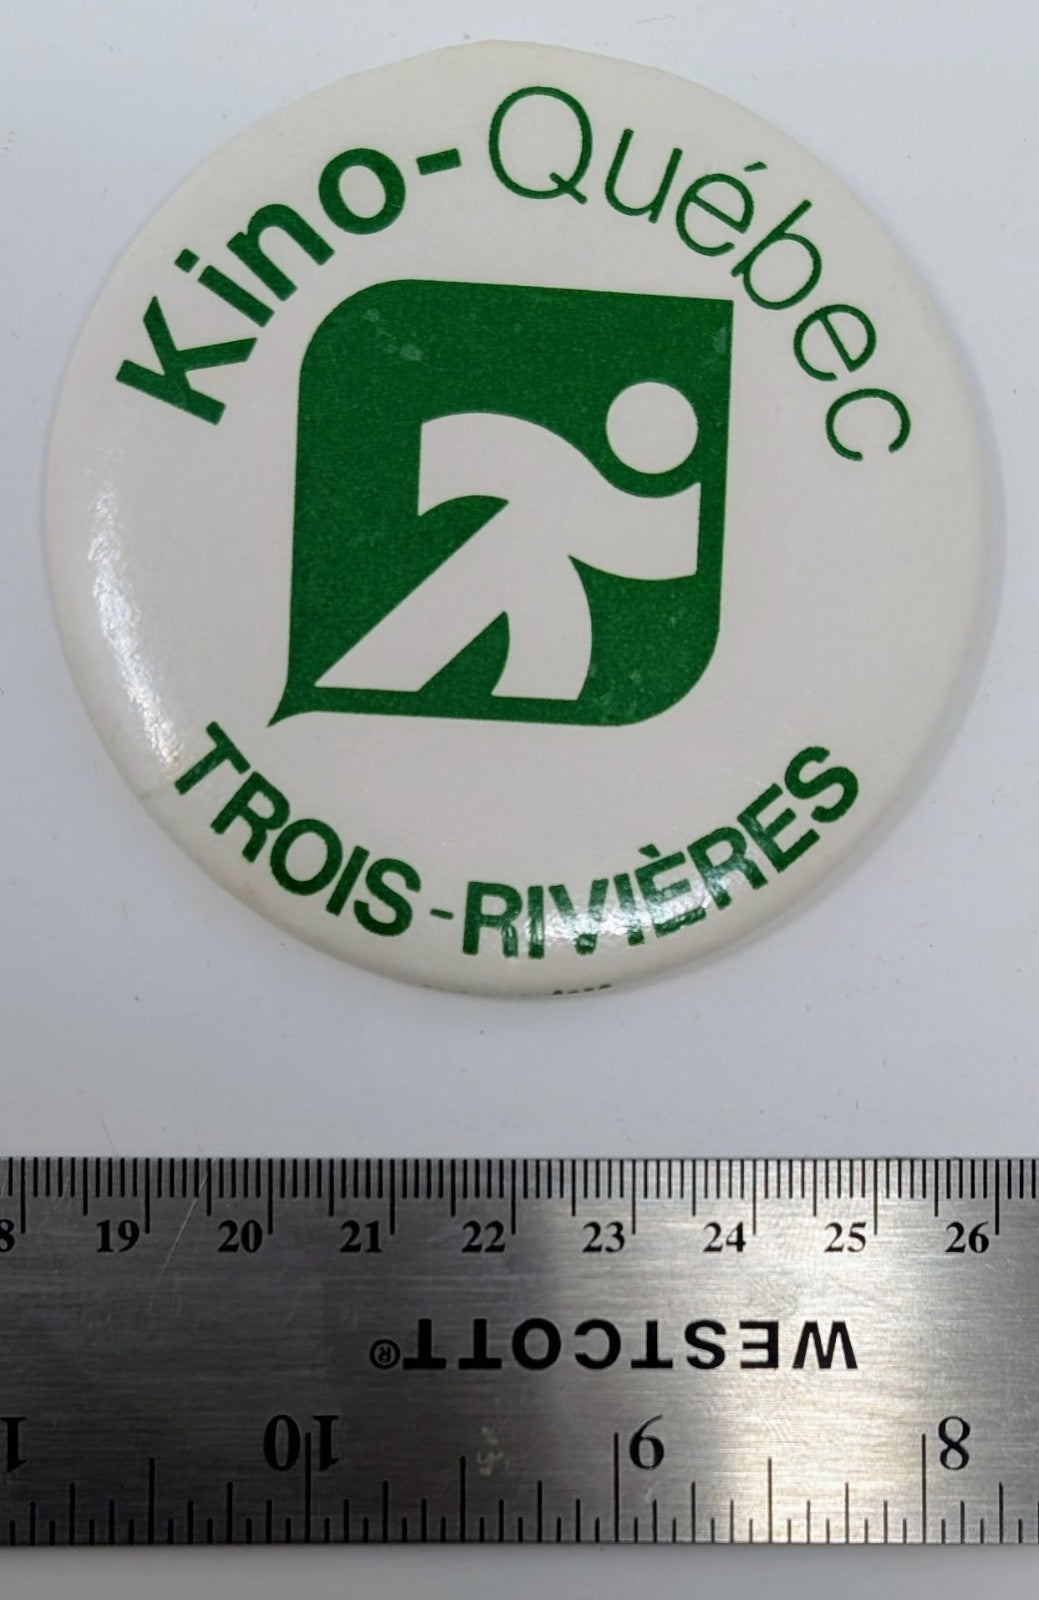 Kino-Québec
TROIS-RIVIÈRES
19 20 21 22 23 24 25 26
WESTCOTT®
10 9 8